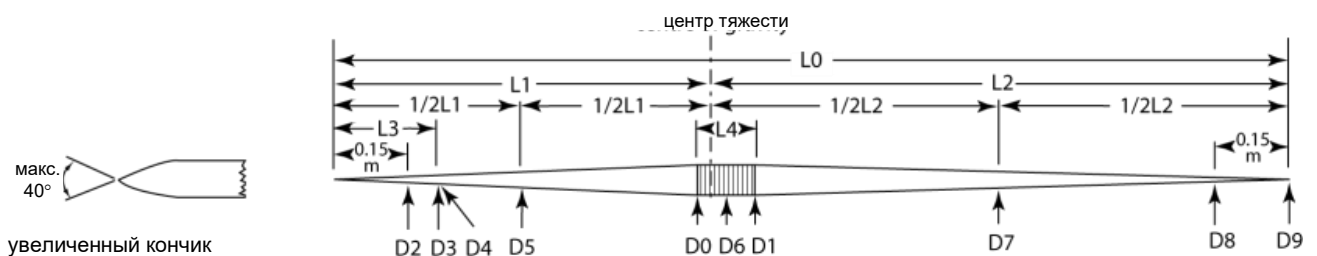 центр тяжести
L0
L1 L2
1/2L1 1/2L1 1/2L2 1/2L2
L3 L4
0.15 m 0.15 m
макс. 40°
D2 D3 D4 D5 D0 D6 D1 D7 D8 D9
увеличенный кончик